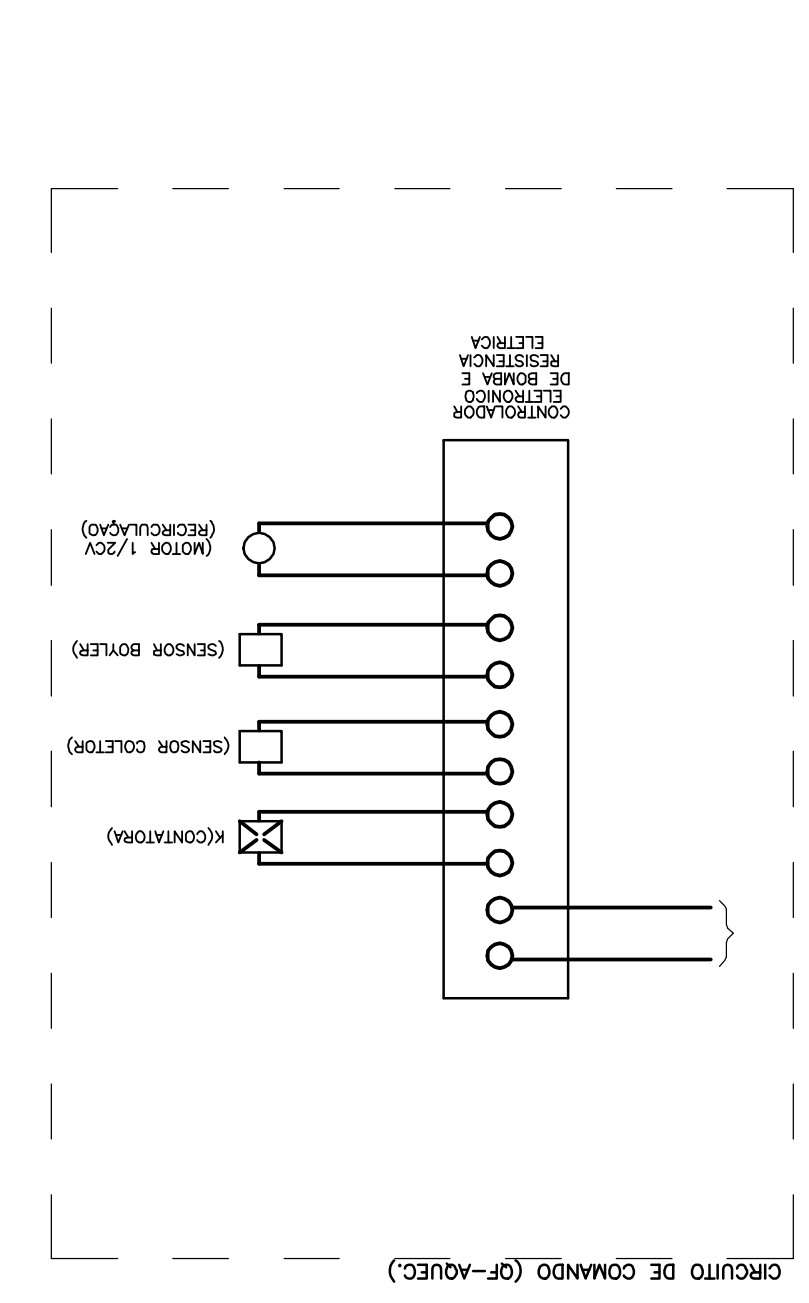 CIRCUITO DE COMANDO (QF-AQUEC.)
K(CONTATORA)
(SENSOR COLETOR)
(SENSOR BOYLER)
(MOTOR 1/2CV
(RECIRCULAÇAO)
CONTROLADOR
ELETRONICO
DE BOMBA E
RESISTENCIA
ELETRICA